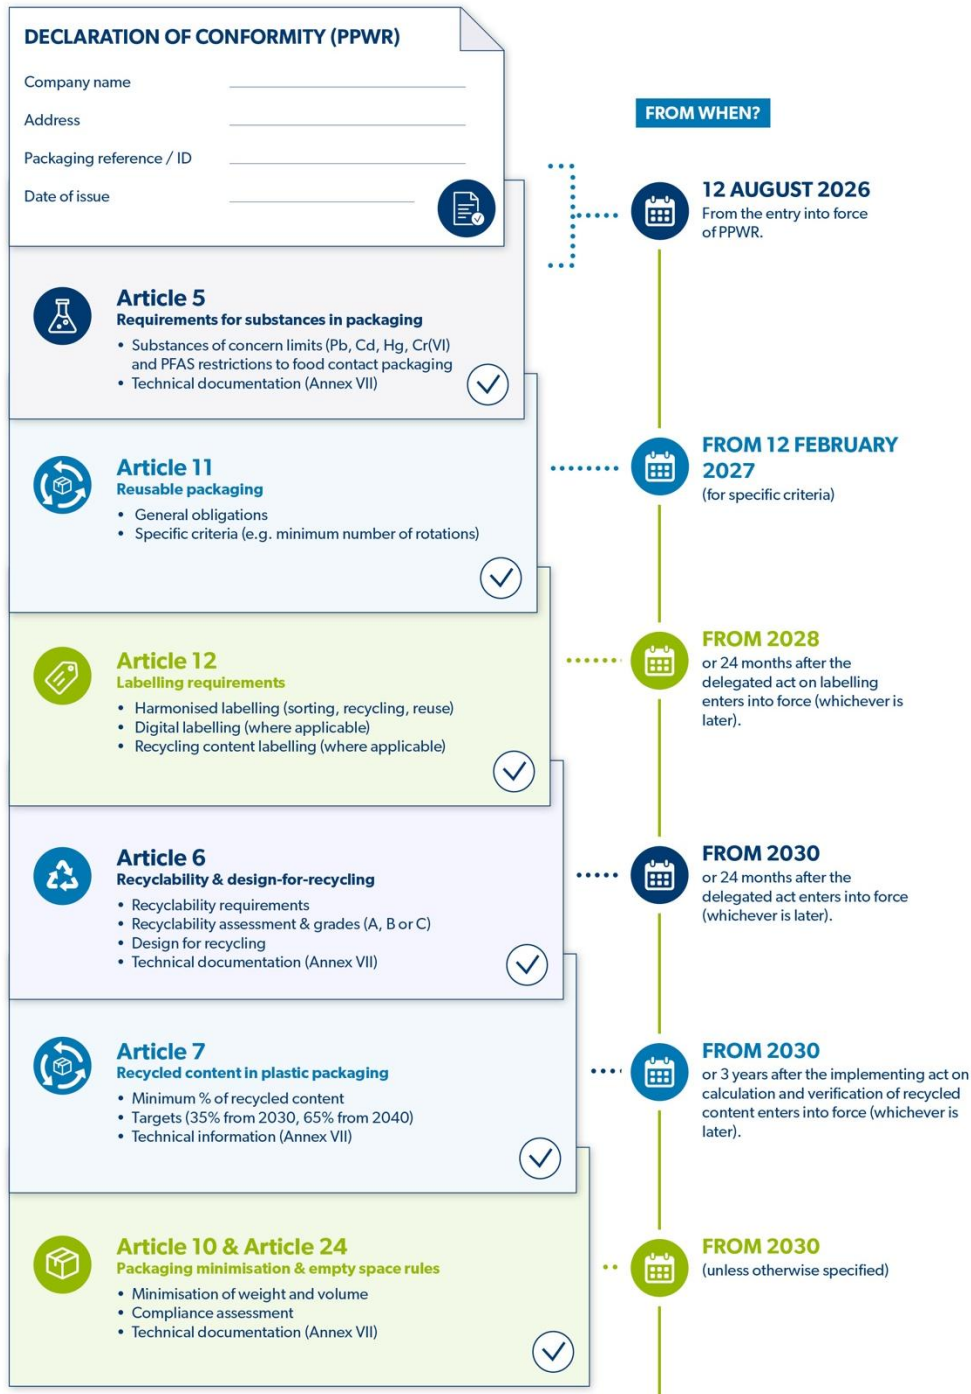 DECLARATION OF CONFORMITY (PPWR)
Company name
Address
Packaging reference / ID
Date of issue
FROM WHEN?
12 AUGUST 2026
From the entry into force
of PPWR.
Article 5
Requirements for substances in packaging
• Substances of concern limits (Pb, Cd, Hg, Cr(VI)
and PFAS restrictions to food contact packaging
• Technical documentation (Annex VII)
Article 11
Reusable packaging
• General obligations
• Specific criteria (e.g. minimum number of rotations)
FROM 12 FEBRUARY
2027
(for specific criteria)
Article 12
Labelling requirements
• Harmonised labelling (sorting, recycling, reuse)
• Digital labelling (where applicable)
• Recycling content labelling (where applicable)
FROM 2028
or 24 months after the
delegated act on labelling
enters into force (whichever is
later).
Article 6
Recyclability & design-for-recycling
• Recyclability requirements
• Recyclability assessment & grades (A, B or C)
• Design for recycling
• Technical documentation (Annex VII)
FROM 2030
or 24 months after the
delegated act enters into force
(whichever is later).
Article 7
Recycled content in plastic packaging
• Minimum % of recycled content
• Targets (35% from 2030, 65% from 2040)
• Technical information (Annex VII)
FROM 2030
or 3 years after the implementing act on
calculation and verification of recycled
content enters into force (whichever is
later).
Article 10 & Article 24
Packaging minimisation & empty space rules
• Minimisation of weight and volume
• Compliance assessment
• Technical documentation (Annex VII)
FROM 2030
(unless otherwise specified)